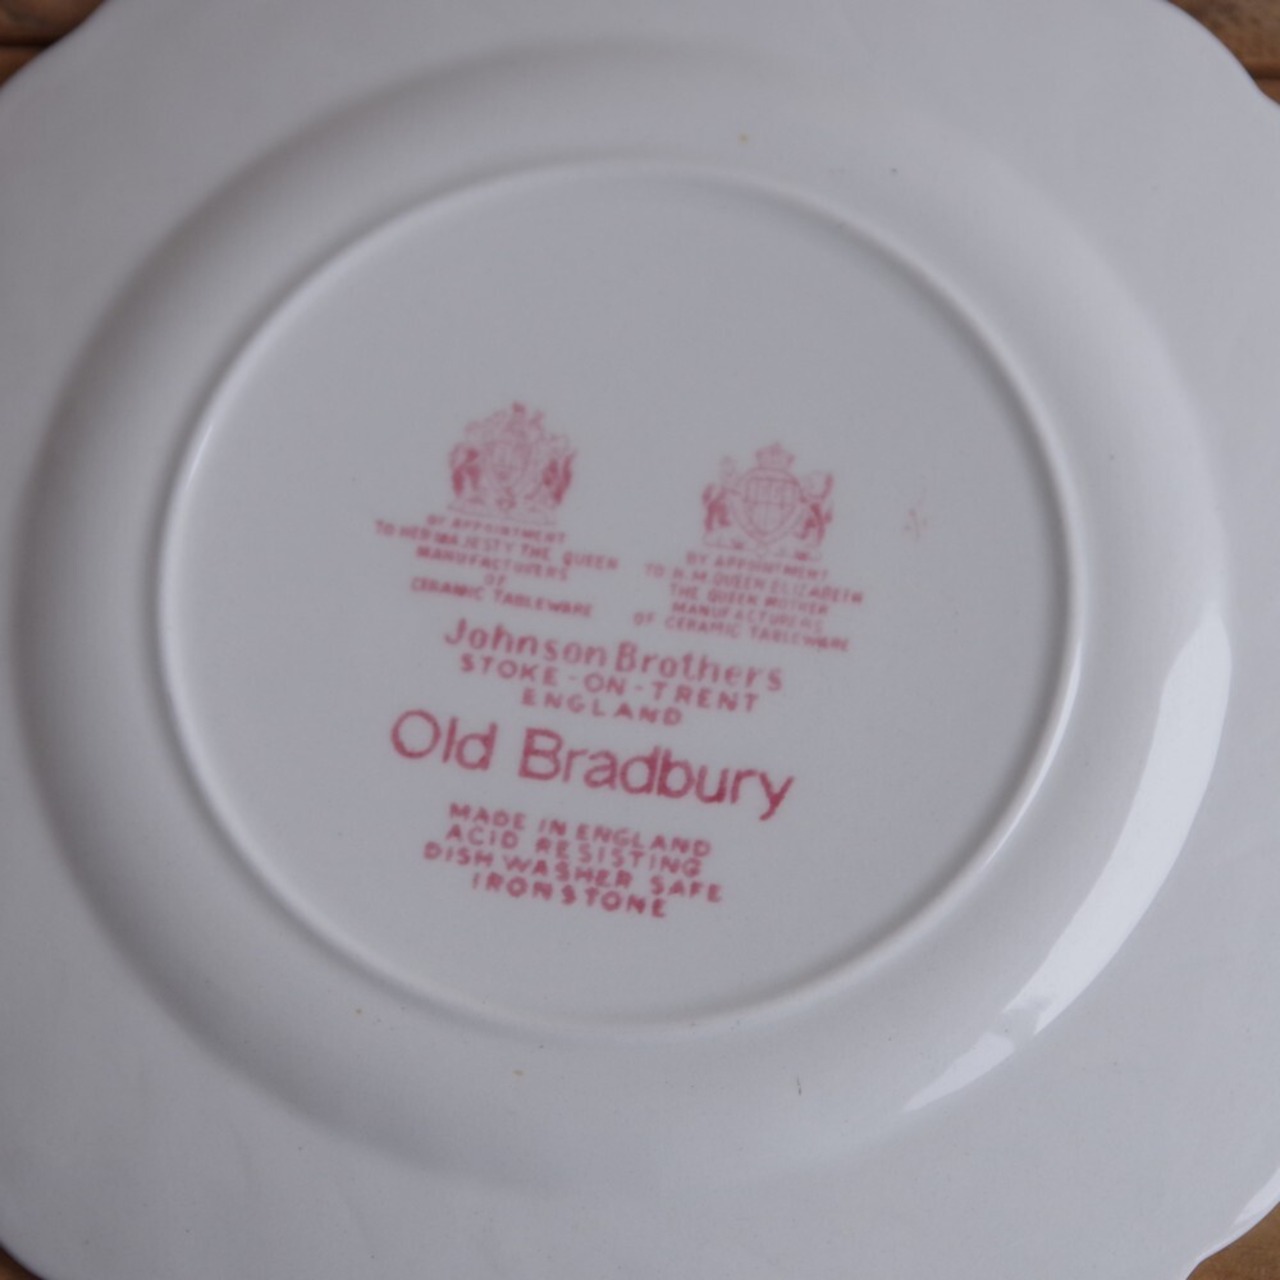 BY APPOINTMENT
TO HER MAJESTY THE QUEEN
MANUFACTURERS
OF
CERAMIC TABLEWARE
BY APPOINTMENT
TO H.M. QUEEN ELIZABETH
THE QUEEN MOTHER
MANUFACTURERS
OF CERAMIC TABLEWARE
Johnson Brothers
STOKE-ON-TRENT
ENGLAND
Old Bradbury
MADE IN ENGLAND
ACID RESISTING
DISH WASHER SAFE
IRONSTONE